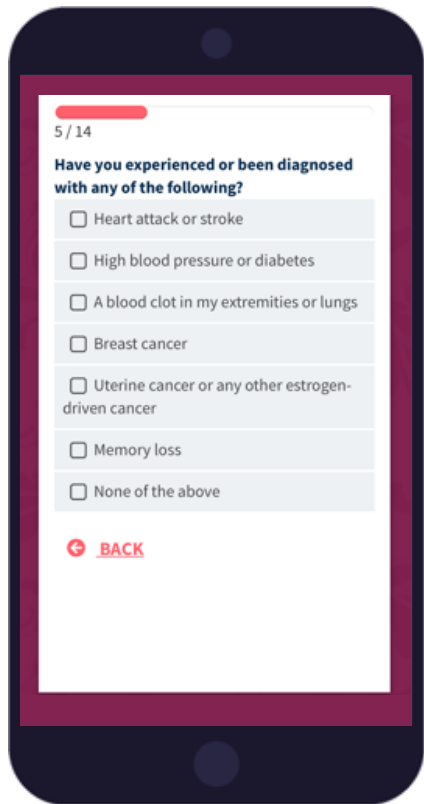 5 / 14
Have you experienced or been diagnosed
with any of the following?
Heart attack or stroke
High blood pressure or diabetes
A blood clot in my extremities or lungs
Breast cancer
Uterine cancer or any other estrogen-
driven cancer
Memory loss
None of the above
BACK